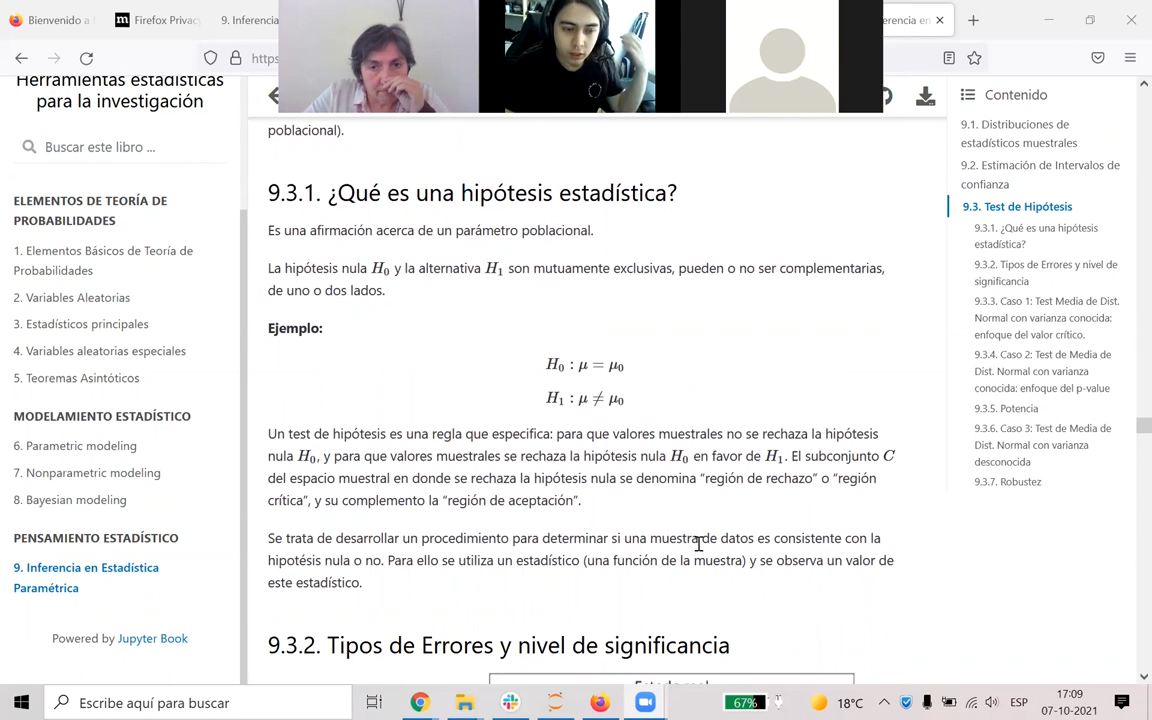 Bienvenido a
Firefox Privac
9. Inferencia
erencia en
https
Herramientas estadísticas
para la investigación
Buscar este libro ...
ELEMENTOS DE TEORÍA DE
PROBABILIDADES
1. Elementos Básicos de Teoría de
Probabilidades
2. Variables Aleatorias
3. Estadísticos principales
4. Variables aleatorias especiales
5. Teoremas Asintóticos
MODELAMIENTO ESTADÍSTICO
6. Parametric modeling
7. Nonparametric modeling
8. Bayesian modeling
PENSAMIENTO ESTADÍSTICO
9. Inferencia en Estadística
Paramétrica
Powered by Jupyter Book
poblacional).
9.3.1. ¿Qué es una hipótesis estadística?
Es una afirmación acerca de un parámetro poblacional.
La hipótesis nula H₀ y la alternativa H₁ son mutuamente exclusivas, pueden o no ser complementarias,
de uno o dos lados.
Ejemplo:
H₀ : μ = μ₀
H₁ : μ ≠ μ₀
Un test de hipótesis es una regla que especifica: para que valores muestrales no se rechaza la hipótesis
nula H₀, y para que valores muestrales se rechaza la hipótesis nula H₀ en favor de H₁. El subconjunto C
del espacio muestral en donde se rechaza la hipótesis nula se denomina “región de rechazo” o “región
crítica”, y su complemento la “región de aceptación”.
Se trata de desarrollar un procedimiento para determinar si una muestra de datos es consistente con la
hipotésis nula o no. Para ello se utiliza un estadístico (una función de la muestra) y se observa un valor de
este estadístico.
9.3.2. Tipos de Errores y nivel de significancia
Contenido
9.1. Distribuciones de
estadísticos muestrales
9.2. Estimación de Intervalos de
confianza
9.3. Test de Hipótesis
9.3.1. ¿Qué es una hipótesis
estadística?
9.3.2. Tipos de Errores y nivel de
significancia
9.3.3. Caso 1: Test Media de Dist.
Normal con varianza conocida:
enfoque del valor crítico.
9.3.4. Caso 2: Test de Media de
Dist. Normal con varianza
conocida: enfoque del p-value
9.3.5. Potencia
9.3.6. Caso 3: Test de Media de
Dist. Normal con varianza
desconocida
9.3.7. Robustez
Escribe aquí para buscar
67%
18°C
ESP
17:09
07-10-2021